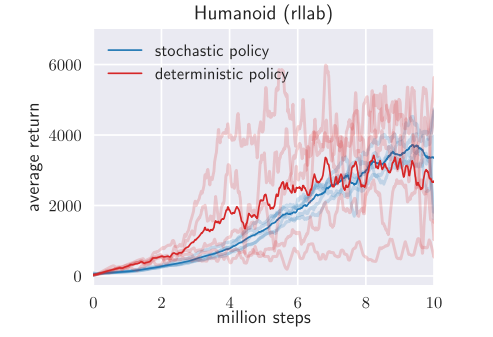 Humanoid (rllab)
stochastic policy
deterministic policy
average return
6000
4000
2000
0
0 2 4 6 8 10
million steps